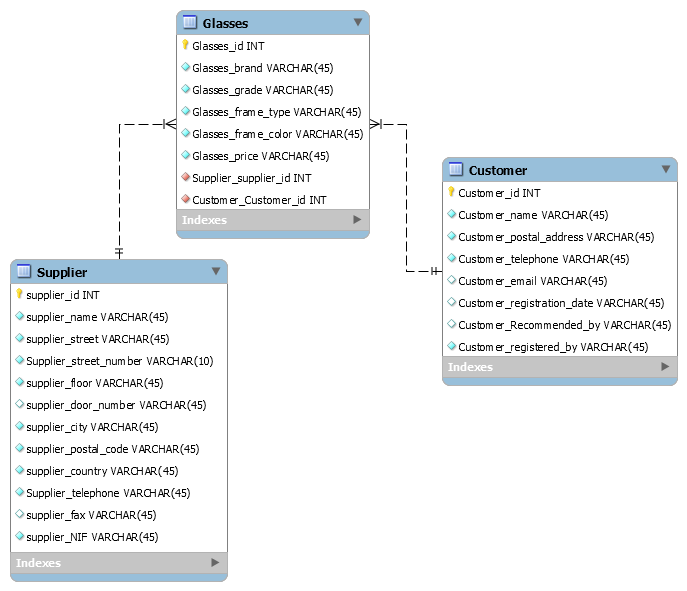 Glasses
Glasses_id INT
Glasses_brand VARCHAR(45)
Glasses_grade VARCHAR(45)
Glasses_frame_type VARCHAR(45)
Glasses_frame_color VARCHAR(45)
Glasses_price VARCHAR(45)
Supplier_supplier_id INT
Customer_Customer_id INT
Indexes
Customer
Customer_id INT
Customer_name VARCHAR(45)
Customer_postal_address VARCHAR(45)
Customer_telephone VARCHAR(45)
Customer_email VARCHAR(45)
Customer_registration_date VARCHAR(45)
Customer_Recommended_by VARCHAR(45)
Customer_registered_by VARCHAR(45)
Indexes
Supplier
supplier_id INT
supplier_name VARCHAR(45)
supplier_street VARCHAR(45)
Supplier_street_number VARCHAR(10)
supplier_floor VARCHAR(45)
supplier_door_number VARCHAR(45)
supplier_city VARCHAR(45)
supplier_postal_code VARCHAR(45)
supplier_country VARCHAR(45)
Supplier_telephone VARCHAR(45)
supplier_fax VARCHAR(45)
supplier_NIF VARCHAR(45)
Indexes